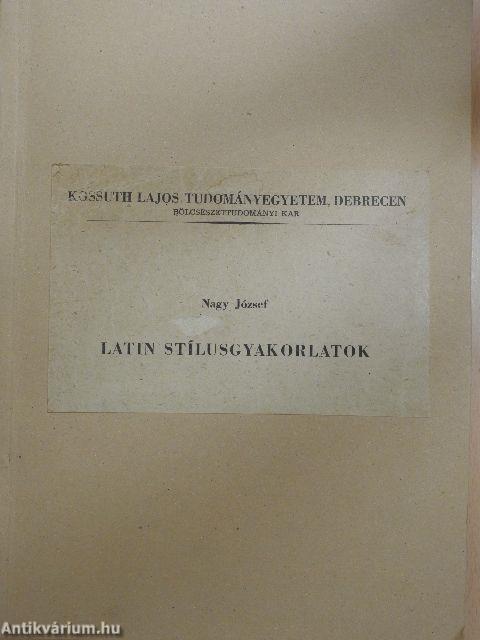 KOSSUTH LAJOS TUDOMÁNYEGYETEM, DEBRECEN
BÖLCSÉSZETTUDOMÁNYI KAR
Nagy József
LATIN STÍLUSGYAKORLATOK
Antikvárium.hu